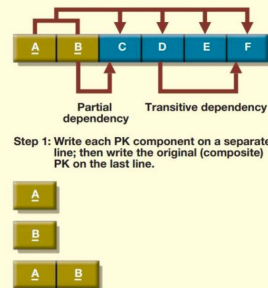 A B C D E F
Partial dependency
Transitive dependency
Step 1: Write each PK component on a separate
line; then write the original (composite)
PK on the last line.
A
B
A B